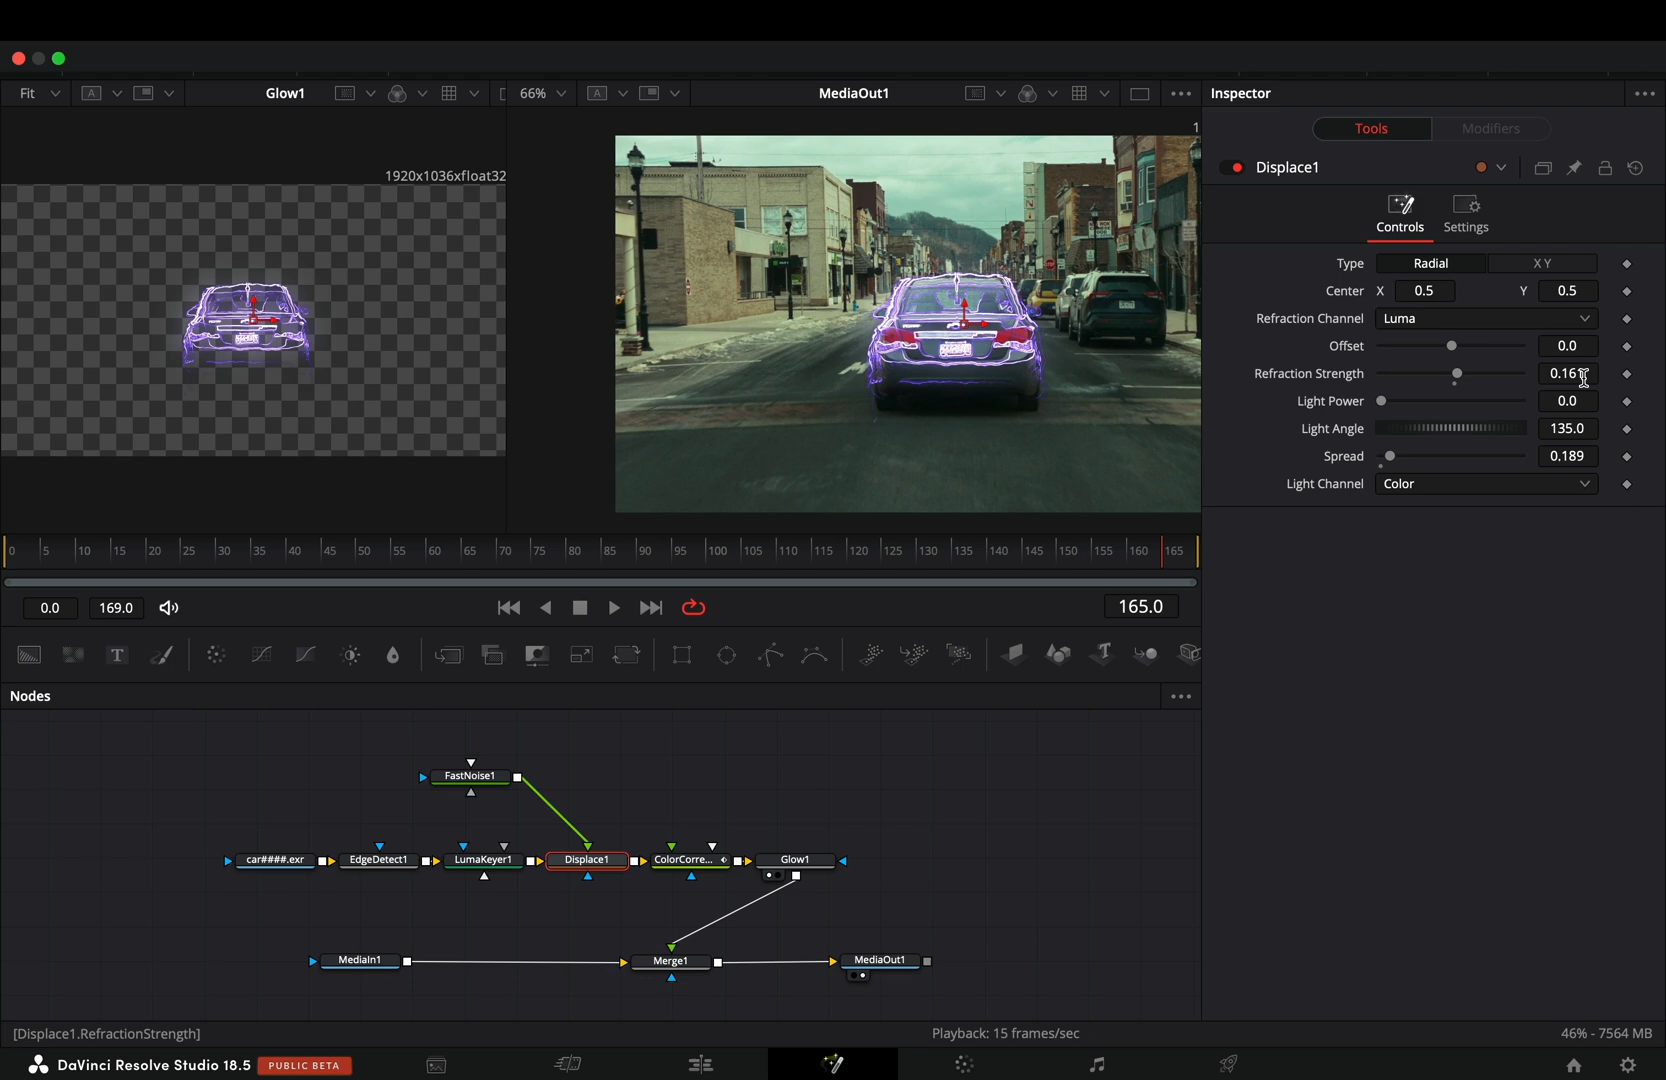 Fit
Glow1
66%
MediaOut1
Inspector
1
Tools
Modifiers
1920x1036xfloat32
Displace1
Controls
Settings
Type Radial X Y
Center X 0.5 Y 0.5
Refraction Channel Luma
Offset 0.0
Refraction Strength
Light Power 0.0
Light Angle 135.0
Spread 0.189
Light Channel Color
0 5 10 15 20 25 30 35 40 45 50 55 60 65 70 75 80 85 90 95 100 105 110 115 120 125 130 135 140 145 150 155 160 165
0.0 169.0 165.0
Nodes
FastNoise1
car####.exr EdgeDetect1 LumaKeyer1 Displace1 ColorCorre... Glow1
MediaIn1 Merge1 MediaOut1
[Displace1.RefractionStrength]
Playback: 15 frames/sec
46% - 7564 MB
DaVinci Resolve Studio 18.5 PUBLIC BETA